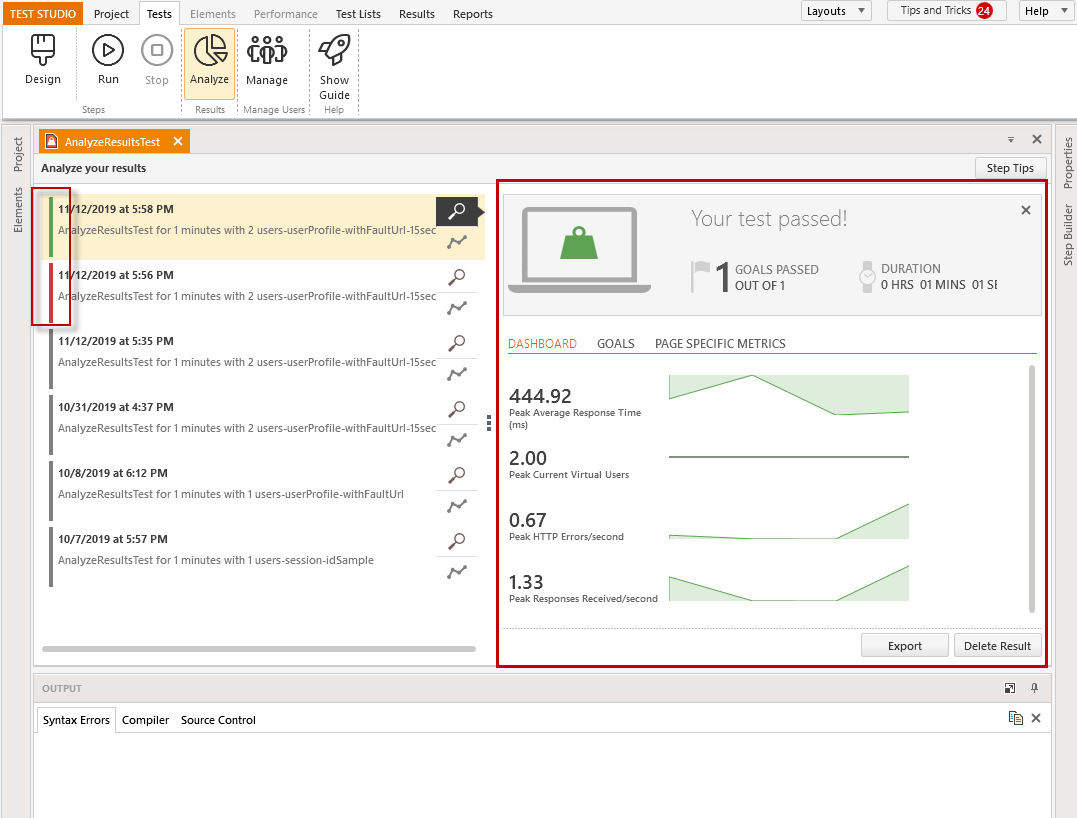 TEST STUDIO Project Tests Elements Performance Test Lists Results Reports Layouts Tips and Tricks 24 Help
Design Run Stop Analyze Manage Show Guide
Steps Results Manage Users Help
Project
Elements
AnalyzeResultsTest
Analyze your results Step Tips
11/12/2019 at 5:58 PM
AnalyzeResultsTest for 1 minutes with 2 users-userProfile-withFaultUrl-15sec
11/12/2019 at 5:56 PM
AnalyzeResultsTest for 1 minutes with 2 users-userProfile-withFaultUrl-15sec
11/12/2019 at 5:35 PM
AnalyzeResultsTest for 1 minutes with 2 users-userProfile-withFaultUrl-15sec
10/31/2019 at 4:37 PM
AnalyzeResultsTest for 1 minutes with 2 users-userProfile-withFaultUrl-15sec
10/8/2019 at 6:12 PM
AnalyzeResultsTest for 1 minutes with 1 users-userProfile-withFaultUrl
10/7/2019 at 5:57 PM
AnalyzeResultsTest for 1 minutes with 1 users-session-idSample
Your test passed!
1 GOALS PASSED
OUT OF 1
DURATION
0 HRS 01 MINS 01 SE
DASHBOARD GOALS PAGE SPECIFIC METRICS
444.92
Peak Average Response Time
(ms)
2.00
Peak Current Virtual Users
0.67
Peak HTTP Errors/second
1.33
Peak Responses Received/second
Export Delete Result
Properties
Step Builder
OUTPUT
Syntax Errors Compiler Source Control